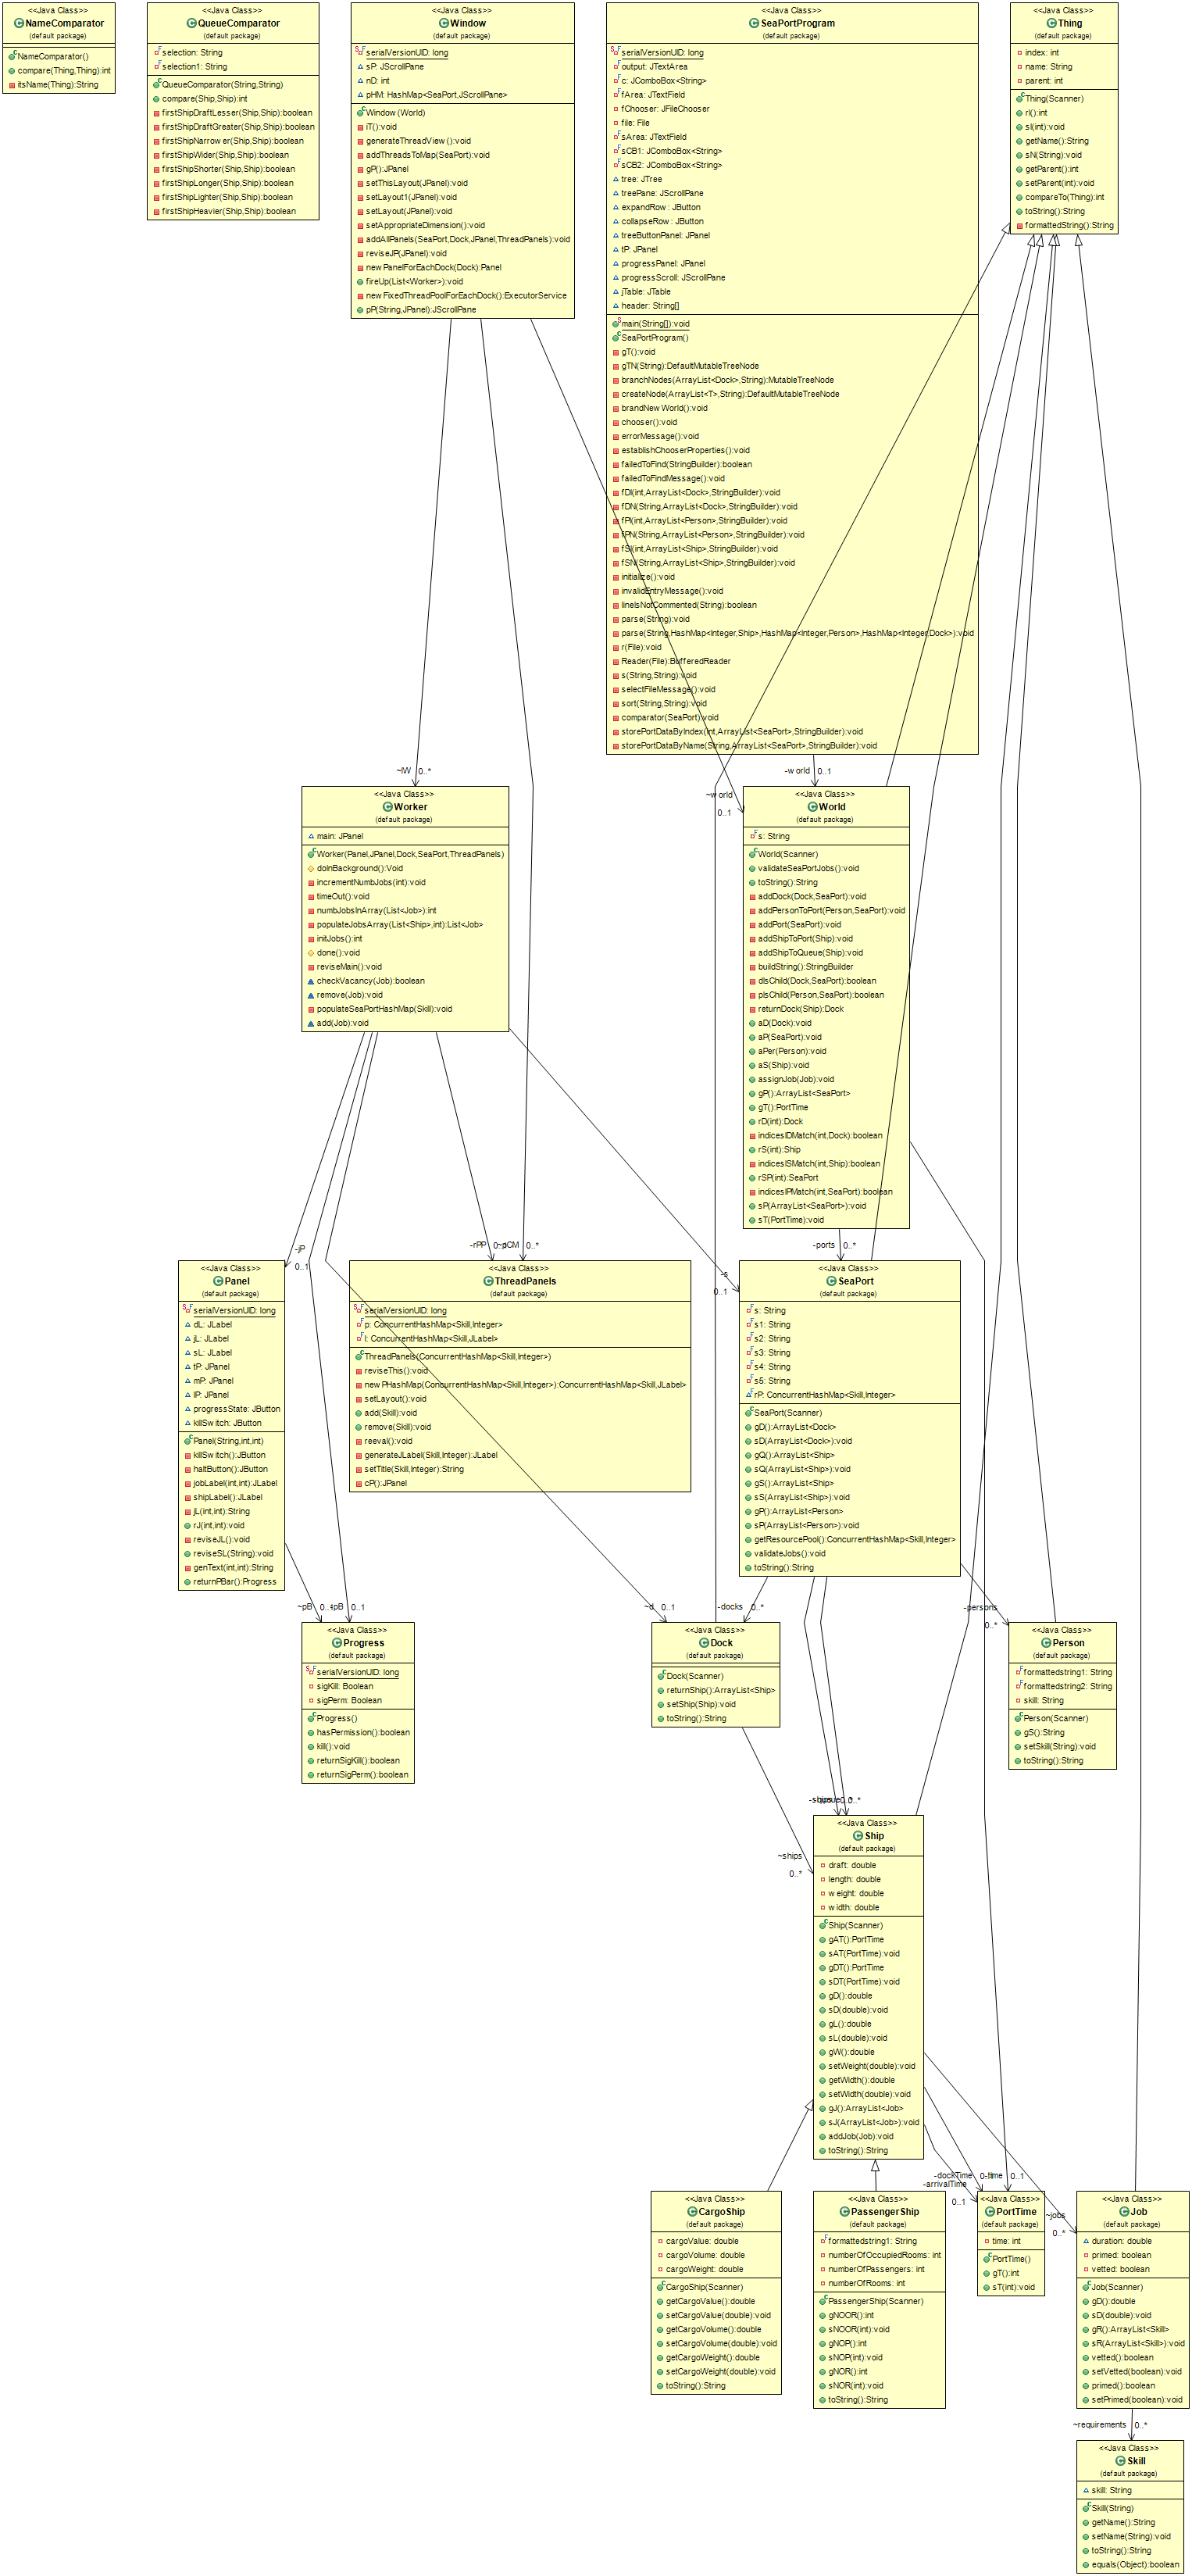 <<Java Class>>
NameComparator
(default package)
NameComparator()
compare(Thing,Thing):int
itsName(Thing):String
<<Java Class>>
QueueComparator
(default package)
selection: String
selection1: String
QueueComparator(String,String)
compare(Ship,Ship):int
firstShipDraftLesser(Ship,Ship):boolean
firstShipDraftGreater(Ship,Ship):boolean
firstShipNarrower(Ship,Ship):boolean
firstShipWider(Ship,Ship):boolean
firstShipShorter(Ship,Ship):boolean
firstShipLonger(Ship,Ship):boolean
firstShipLighter(Ship,Ship):boolean
firstShipHeavier(Ship,Ship):boolean
<<Java Class>>
Window
(default package)
serialVersionUID: long
sP: JScrollPane
nD: int
pHM: HashMap<SeaPort,JScrollPane>
Window(World)
iT():void
generateThreadView():void
addThreadsToMap(SeaPort):void
gP():JPanel
setThisLayout(JPanel):void
setLayout1(JPanel):void
setLayout(JPanel):void
setAppropriateDimension():void
addAllPanels(SeaPort,Dock,JPanel,ThreadPanels):void
reviseJP(JPanel):void
newPanelForEachDock(Dock):Panel
fireUp(List<Worker>):void
newFixedThreadPoolForEachDock():ExecutorService
pP(String,JPanel):JScrollPane
<<Java Class>>
SeaPortProgram
(default package)
serialVersionUID: long
output: JTextArea
c: JComboBox<String>
fArea: JTextField
fChooser: JFileChooser
file: File
sArea: JTextField
sCB1: JComboBox<String>
sCB2: JComboBox<String>
tree: JTree
treePane: JScrollPane
expandRow: JButton
collapseRow: JButton
treeButtonPanel: JPanel
tP: JPanel
progressPanel: JPanel
progressScroll: JScrollPane
jTable: JTable
header: String[]
main(String[]):void
SeaPortProgram()
gT():void
gTN(String):DefaultMutableTreeNode
branchNodes(ArrayList<Dock>,String):MutableTreeNode
createNode(ArrayList<T>,String):DefaultMutableTreeNode
brandNewWorld():void
chooser():void
errorMessage():void
establishChooserProperties():void
failedToFind(StringBuilder):boolean
failedToFindMessage():void
fDI(int,ArrayList<Dock>,StringBuilder):void
fDN(String,ArrayList<Dock>,StringBuilder):void
fPI(int,ArrayList<Person>,StringBuilder):void
fPN(String,ArrayList<Person>,StringBuilder):void
fSI(int,ArrayList<Ship>,StringBuilder):void
fSN(String,ArrayList<Ship>,StringBuilder):void
initialize():void
invalidEntryMessage():void
lineIsNotCommented(String):boolean
parse(String):void
parse(String,HashMap<Integer,Ship>,HashMap<Integer,Person>,HashMap<Integer,Dock>):void
r(File):void
Reader(File):BufferedReader
s(String,String):void
selectFileMessage():void
sort(String,String):void
comparator(SeaPort):void
storePortDataByIndex(int,ArrayList<SeaPort>,StringBuilder):void
storePortDataByName(String,ArrayList<SeaPort>,StringBuilder):void
<<Java Class>>
Thing
(default package)
index: int
name: String
parent: int
Thing(Scanner)
rI():int
sI(int):void
getName():String
sN(String):void
getParent():int
setParent(int):void
compareTo(Thing):int
toString():String
formattedString():String
~lW 0..*
-world 0..1
~world
0..1
<<Java Class>>
Worker
(default package)
main: JPanel
Worker(Panel,JPanel,Dock,SeaPort,ThreadPanels)
doInBackground():Void
incrementNumbJobs(int):void
timeOut():void
numbJobsInArray(List<Job>):int
populateJobsArray(List<Ship>,int):List<Job>
initJobs():int
done():void
reviseMain():void
checkVacancy(Job):boolean
remove(Job):void
populateSeaPortHashMap(Skill):void
add(Job):void
<<Java Class>>
World
(default package)
s: String
World(Scanner)
validateSeaPortJobs():void
toString():String
addDock(Dock,SeaPort):void
addPersonToPort(Person,SeaPort):void
addPort(SeaPort):void
addShipToPort(Ship):void
addShipToQueue(Ship):void
buildString():StringBuilder
dIsChild(Dock,SeaPort):boolean
pIsChild(Person,SeaPort):boolean
returnDock(Ship):Dock
aD(Dock):void
aP(SeaPort):void
aPer(Person):void
aS(Ship):void
assignJob(Job):void
gP():ArrayList<SeaPort>
gT():PortTime
rD(int):Dock
indicesIDMatch(int,Dock):boolean
rS(int):Ship
indicesISMatch(int,Ship):boolean
rSP(int):SeaPort
indicesIPMatch(int,SeaPort):boolean
sP(ArrayList<SeaPort>):void
sT(PortTime):void
-jP
0..1
-rPP
~pCM 0..*
-s
0..1
-ports 0..*
<<Java Class>>
Panel
(default package)
serialVersionUID: long
dL: JLabel
jL: JLabel
sL: JLabel
tP: JPanel
mP: JPanel
lP: JPanel
progressState: JButton
killSwitch: JButton
Panel(String,int,int)
killSwitch():JButton
haltButton():JButton
jobLabel(int,int):JLabel
shipLabel():JLabel
jL(int,int):String
rJ(int,int):void
reviseJL():void
reviseSL(String):void
genText(int,int):String
returnPBar():Progress
<<Java Class>>
ThreadPanels
(default package)
serialVersionUID: long
p: ConcurrentHashMap<Skill,Integer>
l: ConcurrentHashMap<Skill,JLabel>
ThreadPanels(ConcurrentHashMap<Skill,Integer>)
reviseThis():void
newPHashMap(ConcurrentHashMap<Skill,Integer>):ConcurrentHashMap<Skill,JLabel>
setLayout():void
add(Skill):void
remove(Skill):void
reeval():void
generateJLabel(Skill,Integer):JLabel
setTitle(Skill,Integer):String
cP():JPanel
<<Java Class>>
SeaPort
(default package)
s: String
s1: String
s2: String
s3: String
s4: String
s5: String
rP: ConcurrentHashMap<Skill,Integer>
SeaPort(Scanner)
gD():ArrayList<Dock>
sD(ArrayList<Dock>):void
gQ():ArrayList<Ship>
sQ(ArrayList<Ship>):void
gS():ArrayList<Ship>
sS(ArrayList<Ship>):void
gP():ArrayList<Person>
sP(ArrayList<Person>):void
getResourcePool():ConcurrentHashMap<Skill,Integer>
validateJobs():void
toString():String
~pB
0..1
~d 0..1
-docks 0..*
-persons
0..*
<<Java Class>>
Progress
(default package)
serialVersionUID: long
sigKill: Boolean
sigPerm: Boolean
Progress()
hasPermission():boolean
kill():void
returnSigKill():boolean
returnSigPerm():boolean
<<Java Class>>
Dock
(default package)
Dock(Scanner)
returnShip():ArrayList<Ship>
setShip(Ship):void
toString():String
<<Java Class>>
Person
(default package)
formattedstring1: String
formattedstring2: String
skill: String
Person(Scanner)
gS():String
setSkill(String):void
toString():String
0..*
~ships
0..*
<<Java Class>>
Ship
(default package)
draft: double
length: double
weight: double
width: double
Ship(Scanner)
gAT():PortTime
sAT(PortTime):void
gDT():PortTime
sDT(PortTime):void
gD():double
sD(double):void
gL():double
sL(double):void
gW():double
setWeight(double):void
getWidth():double
setWidth(double):void
gJ():ArrayList<Job>
sJ(ArrayList<Job>):void
addJob(Job):void
toString():String
-dockTime
-time 0..1
-arrivalTime
0..1
~jobs
0..*
<<Java Class>>
CargoShip
(default package)
cargoValue: double
cargoVolume: double
cargoWeight: double
CargoShip(Scanner)
getCargoValue():double
setCargoValue(double):void
getCargoVolume():double
setCargoVolume(double):void
getCargoWeight():double
setCargoWeight(double):void
toString():String
<<Java Class>>
PassengerShip
(default package)
formattedstring1: String
numberOfOccupiedRooms: int
numberOfPassengers: int
numberOfRooms: int
PassengerShip(Scanner)
gNOOR():int
sNOOR(int):void
gNOP():int
sNOP(int):void
gNOR():int
sNOR(int):void
toString():String
<<Java Class>>
PortTime
(default package)
time: int
PortTime()
gT():int
sT(int):void
<<Java Class>>
Job
(default package)
duration: double
primed: boolean
vetted: boolean
Job(Scanner)
gD():double
sD(double):void
gR():ArrayList<Skill>
sR(ArrayList<Skill>):void
vetted():boolean
setVetted(boolean):void
primed():boolean
setPrimed(boolean):void
~requirements 0..*
<<Java Class>>
Skill
(default package)
skill: String
Skill(String)
getName():String
setName(String):void
toString():String
equals(Object):boolean